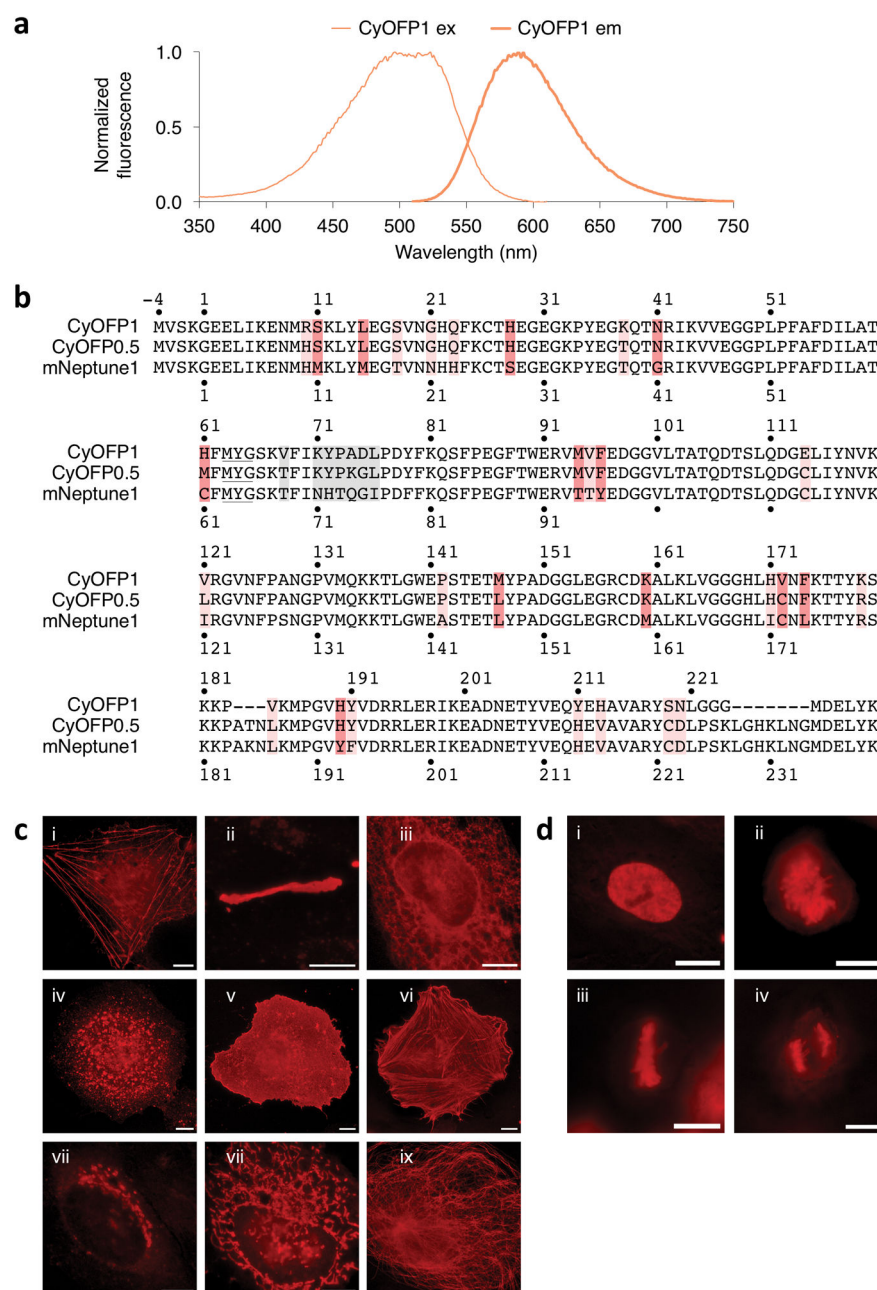 a
CyOFP1 ex CyOFP1 em
Normalized
fluorescence
1.0
0.5
0.0
350 400 450 500 550 600 650 700 750
Wavelength (nm)
b
−4 1 11 21 31 41 51
CyOFP1 MVSKGEELIKENMRSKLYLEGSVNGHQFKCTHEGEGKPYEGKQTNRIKVVEGGPLPFAFDILAT
CyOFP0.5 MVSKGEELIKENMHSKLYLEGSVNGHQFKCTHEGEGKPYEGTQTNRIKVVEGGPLPFAFDILAT
mNeptune1 MVSKGEELIKENMHMKLYMEGTVNNHHFKCTSEGEGKPYEGTQTGRIKVVEGGPLPFAFDILAT
1 11 21 31 41 51
61 71 81 91 101 111
CyOFP1 HFMYGSKVFIKYPADLPDYFKQSFPEGFTWERVMVFEDGGVLTATQDTSLQDGELIYNVK
CyOFP0.5 MFMYGSKVFIKYPKGLPDYFKQSFPEGFTWERVMVFEDGGVLTATQDTSLQDGELIYNVK
mNeptune1 CFMYGSKTFINHTQGIPDFFKQSFPEGFTWERVTTYEDGGVLTATQDTSLQDGCLIYNVK
61 71 81 91
121 131 141 151 161 171
CyOFP1 VRGVNFPANGPVMQKKTLGWEPSTETMYPADGGLEGRCDKALKLVGGGHLHVNFKTTYKS
CyOFP0.5 LRGVNFPANGPVMQKKTLGWEPSTETLYPADGGLEGRCDKALKLVGGGHLHCNFKTTYRS
mNeptune1 IRGVNFPSNGPVMQKKTLGWEASTETLYPADGGLEGRCDMALKLVGGGHLICNLKTTYRS
121 131 141 151 161 171
181 191 201 211 221
CyOFP1 KKP---VKMPGVHYVDRRLERIKEADNETYVEQYEHAVARYSNLGGG-------MDELYK
CyOFP0.5 KKPATNLKMPGVHYVDRRLERIKEADNETYVEQHEVAVARYCDLPSKLGHKLNGMDELYK
mNeptune1 KKPAKNLKMPGVYFVDRRLERIKEADNETYVEQHEVAVARYCDLPSKLGHKLNGMDELYK
181 191 201 211 221 231
c
i ii iii
iv v vi
vii vii ix
d
i ii
iii iv